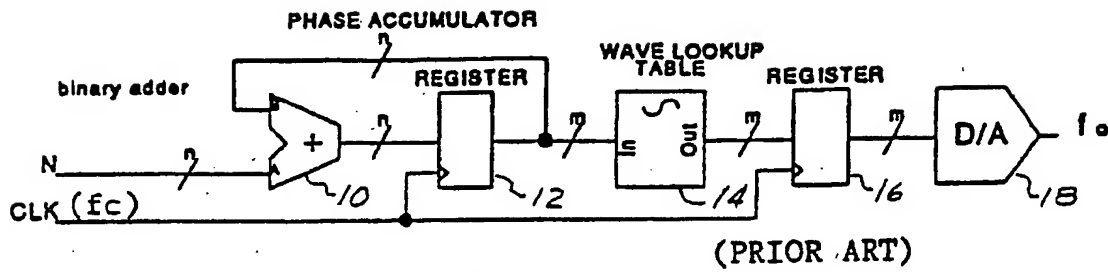 PHASE ACCUMULATOR
n
WAVE LOOKUP
TABLE
binary adder
REGISTER
REGISTER
B
+
n
m
In
Out
m
m
D/A
fo
N
n
A
10
12
14
16
18
CLK (fc)
(PRIOR ART)